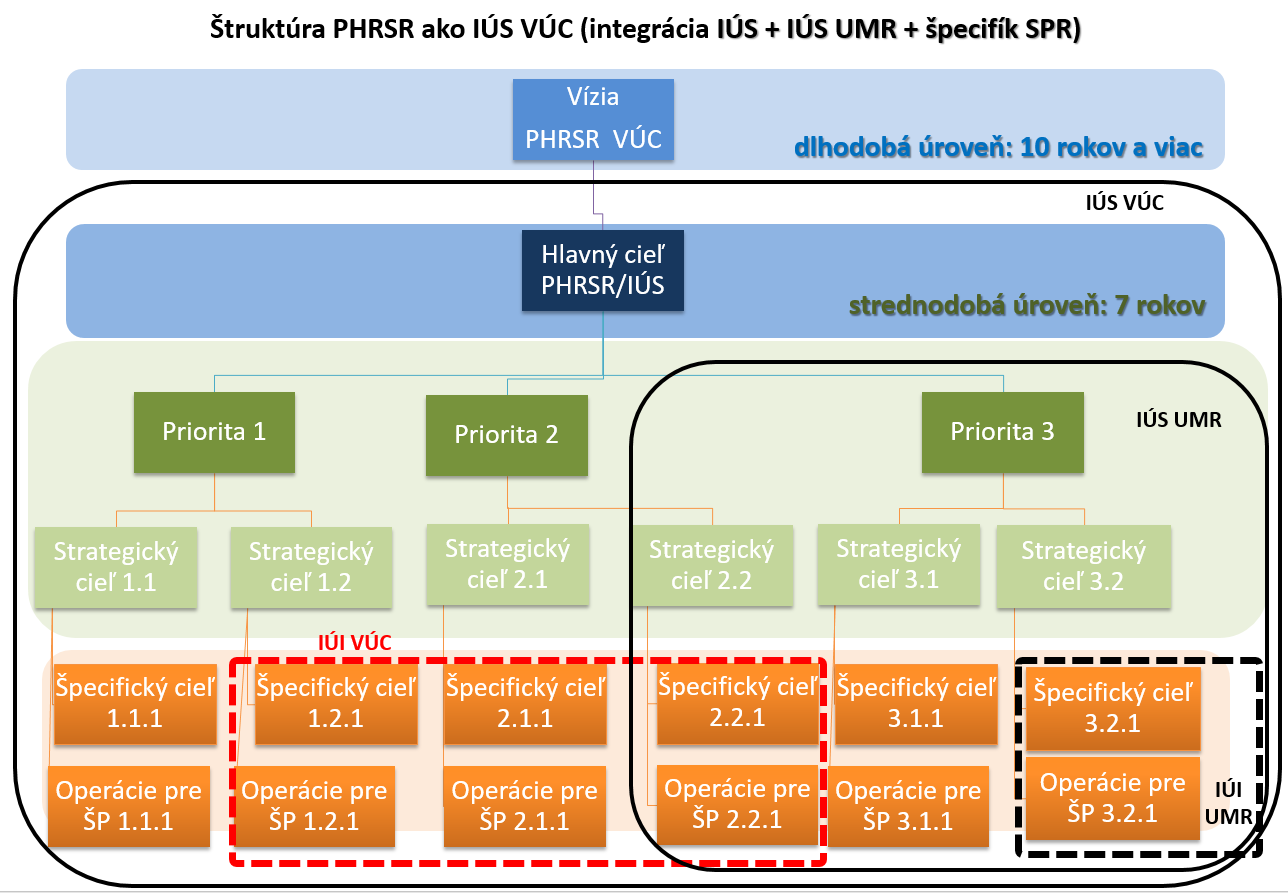 Štruktúra PHRSR ako IÚS VÚC (integrácia IÚS + IÚS UMR + špecifík SPR)
Vízia
PHRSR VÚC
dlhodobá úroveň: 10 rokov a viac
IÚS VÚC
Hlavný cieľ
PHRSR/IÚS
strednodobá úroveň: 7 rokov
Priorita 1
Priorita 2
Priorita 3
IÚS UMR
Strategický
cieľ 1.1
Strategický
cieľ 1.2
Strategický
cieľ 2.1
Strategický
cieľ 2.2
Strategický
cieľ 3.1
Strategický
cieľ 3.2
IÚI VÚC
Špecifický cieľ
1.1.1
Špecifický cieľ
1.2.1
Špecifický cieľ
2.1.1
Špecifický cieľ
2.2.1
Špecifický cieľ
3.1.1
Špecifický cieľ
3.2.1
Operácie pre
ŠP 1.1.1
Operácie pre
ŠP 1.2.1
Operácie pre
ŠP 2.1.1
Operácie pre
ŠP 2.2.1
Operácie pre
ŠP 3.1.1
Operácie pre
ŠP 3.2.1
IÚI
UMR